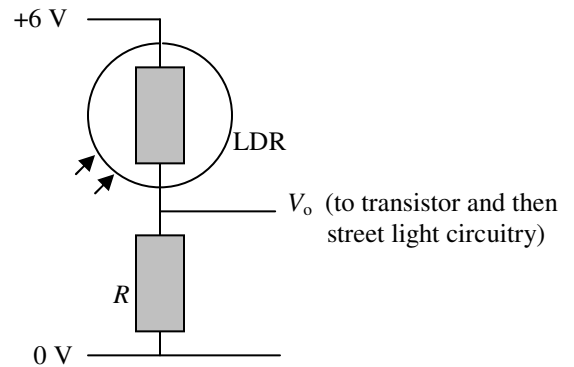 +6 V
LDR
Vₒ (to transistor and then
street light circuitry)
R
0 V